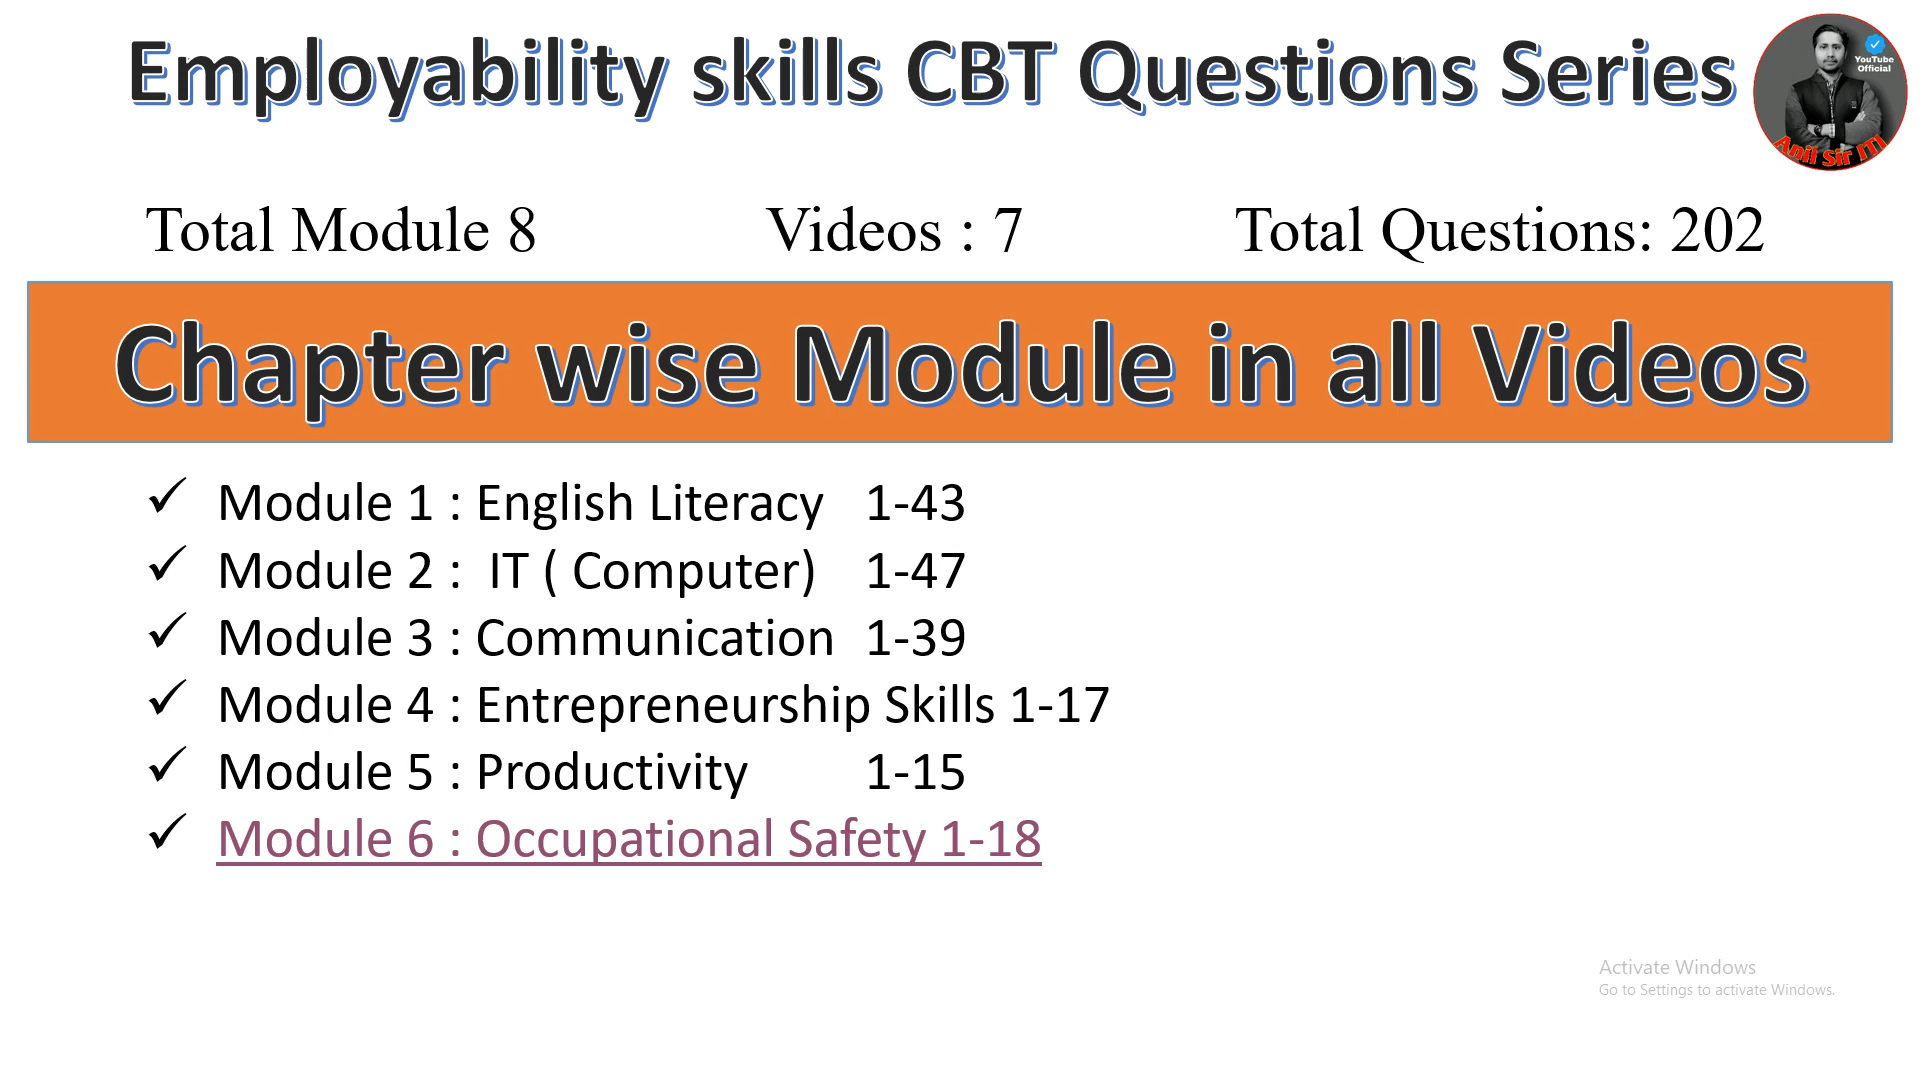 Employability skills CBT Questions Series
YouTube
Official
Anil Sir ITI
Total Module 8 Videos : 7 Total Questions: 202
Chapter wise Module in all Videos
✓ Module 1 : English Literacy 1-43
✓ Module 2 : IT ( Computer) 1-47
✓ Module 3 : Communication 1-39
✓ Module 4 : Entrepreneurship Skills 1-17
✓ Module 5 : Productivity 1-15
✓ Module 6 : Occupational Safety 1-18
Activate Windows
Go to Settings to activate Windows.